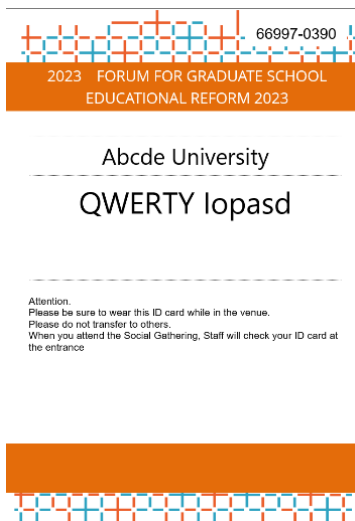 66997-0390
2023 FORUM FOR GRADUATE SCHOOL
EDUCATIONAL REFORM 2023
Abcde University
QWERTY Iopasd
Attention.
Please be sure to wear this ID card while in the venue.
Please do not transfer to others.
When you attend the Social Gathering, Staff will check your ID card at
the entrance